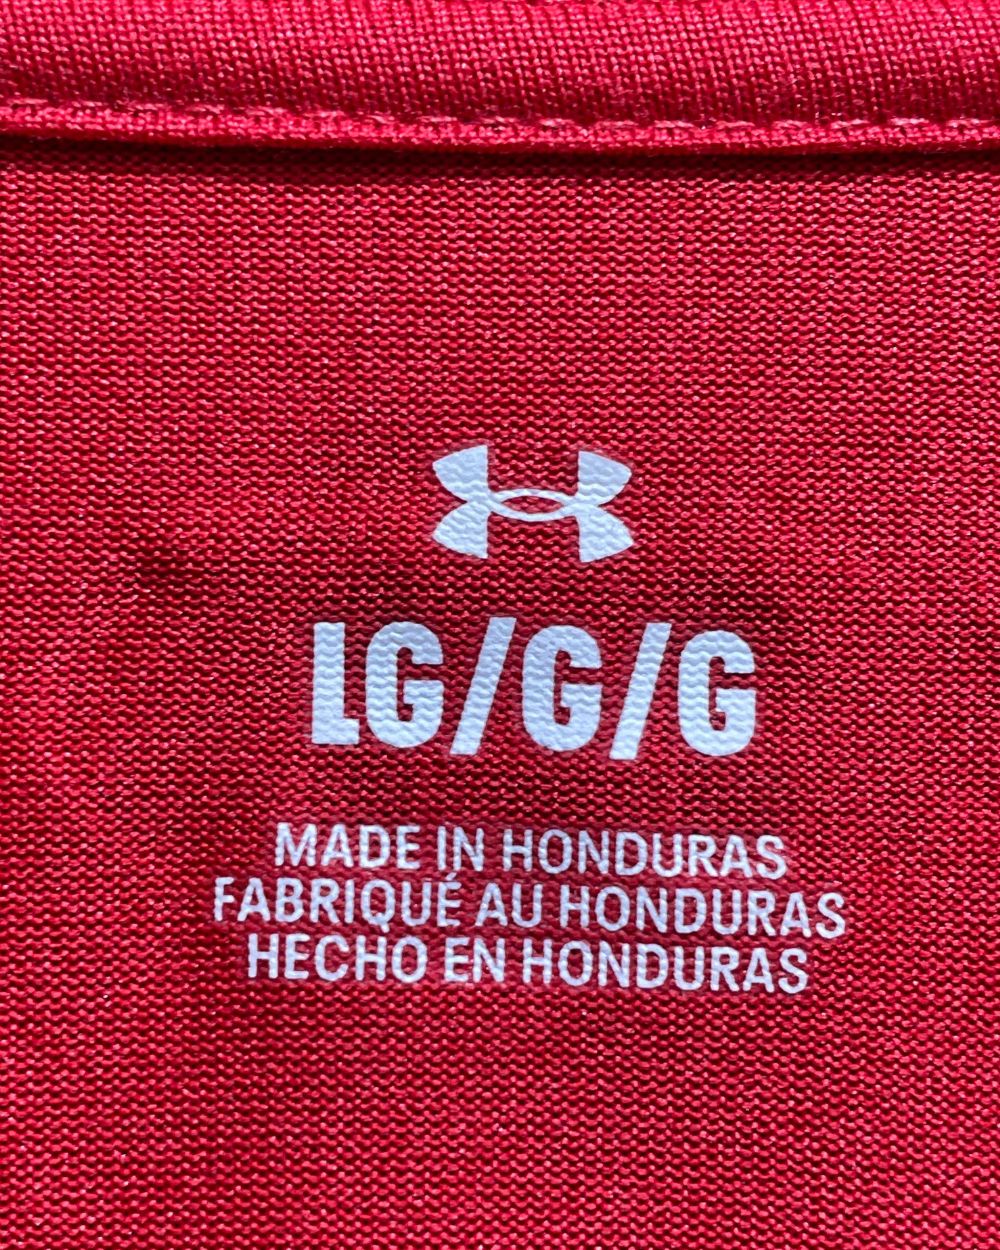 LG/G/G
MADE IN HONDURAS
FABRIQUÉ AU HONDURAS
HECHO EN HONDURAS